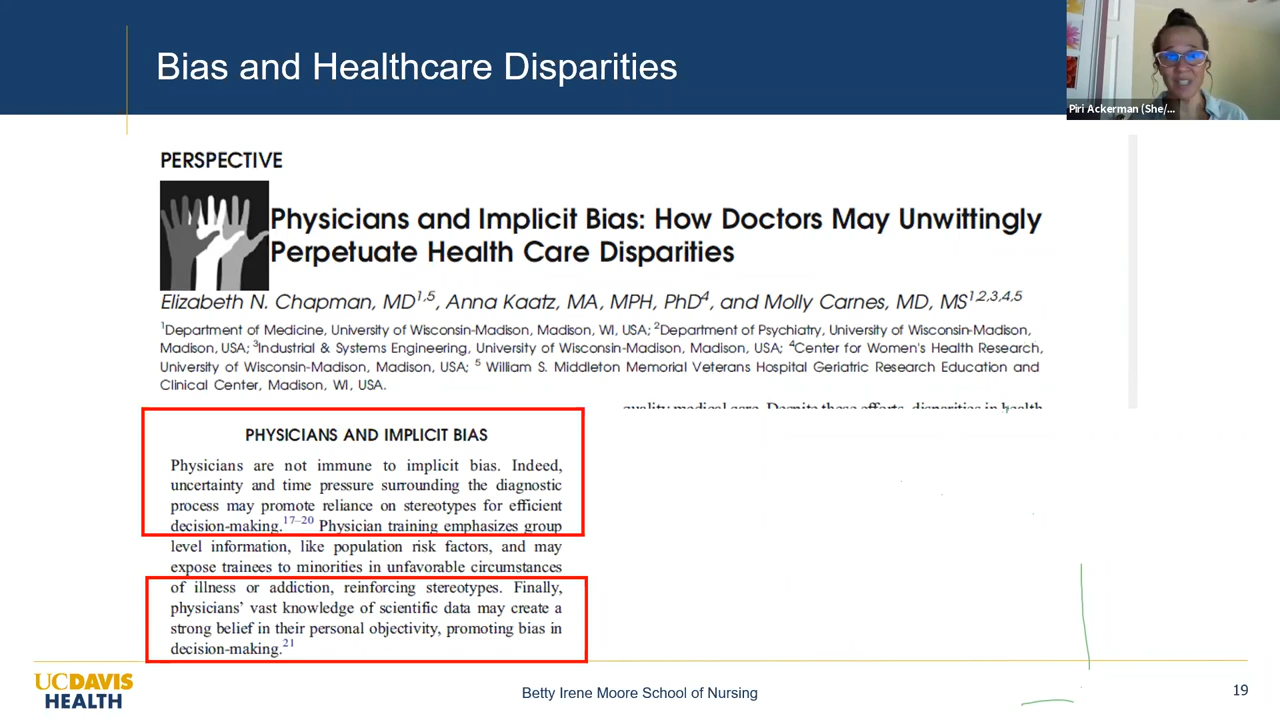 Bias and Healthcare Disparities
Piri Ackerman (She/...
PERSPECTIVE
Physicians and Implicit Bias: How Doctors May Unwittingly
Perpetuate Health Care Disparities
Elizabeth N. Chapman, MD1,5, Anna Kaatz, MA, MPH, PhD4, and Molly Carnes, MD, MS1,2,3,4,5
1Department of Medicine, University of Wisconsin-Madison, Madison, WI, USA; 2Department of Psychiatry, University of Wisconsin-Madison,
Madison, USA; 3Industrial & Systems Engineering, University of Wisconsin-Madison, Madison, USA; 4Center for Women's Health Research,
University of Wisconsin-Madison, Madison, USA; 5 William S. Middleton Memorial Veterans Hospital Geriatric Research Education and
Clinical Center, Madison, WI, USA.
quality medical care. Despite these efforts, disparities in health
PHYSICIANS AND IMPLICIT BIAS
Physicians are not immune to implicit bias. Indeed,
uncertainty and time pressure surrounding the diagnostic
process may promote reliance on stereotypes for efficient
decision-making.17–20 Physician training emphasizes group
level information, like population risk factors, and may
expose trainees to minorities in unfavorable circumstances
of illness or addiction, reinforcing stereotypes. Finally,
physicians' vast knowledge of scientific data may create a
strong belief in their personal objectivity, promoting bias in
decision-making.21
UCDAVIS
HEALTH
Betty Irene Moore School of Nursing
19